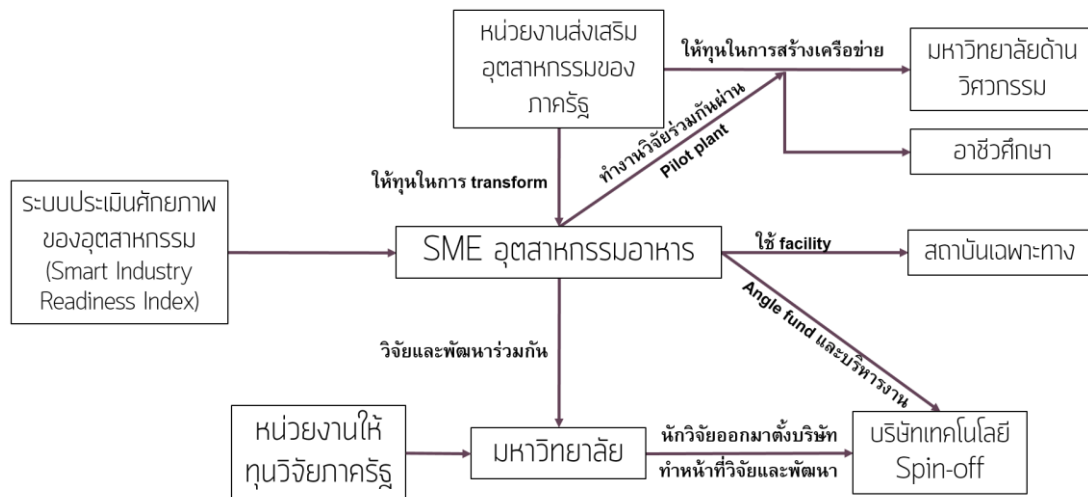 หน่วยงานส่งเสริม
อุตสาหกรรมของ
ภาครัฐ
ให้ทุนในการสร้างเครือข่าย
มหาวิทยาลัยด้าน
วิศวกรรม
ทำงานวิจัยร่วมกันผ่าน
Pilot plant
อาชีวศึกษา
ให้ทุนในการ transform
ระบบประเมินศักยภาพ
ของอุตสาหกรรม
(Smart Industry
Readiness Index)
SME อุตสาหกรรมอาหาร
ใช้ facility
สถาบันเฉพาะทาง
Angle fund และบริหารงาน
วิจัยและพัฒนาร่วมกัน
หน่วยงานให้
ทุนวิจัยภาครัฐ
มหาวิทยาลัย
นักวิจัยออกมาตั้งบริษัท
ทำหน้าที่วิจัยและพัฒนา
บริษัทเทคโนโลยี
Spin-off